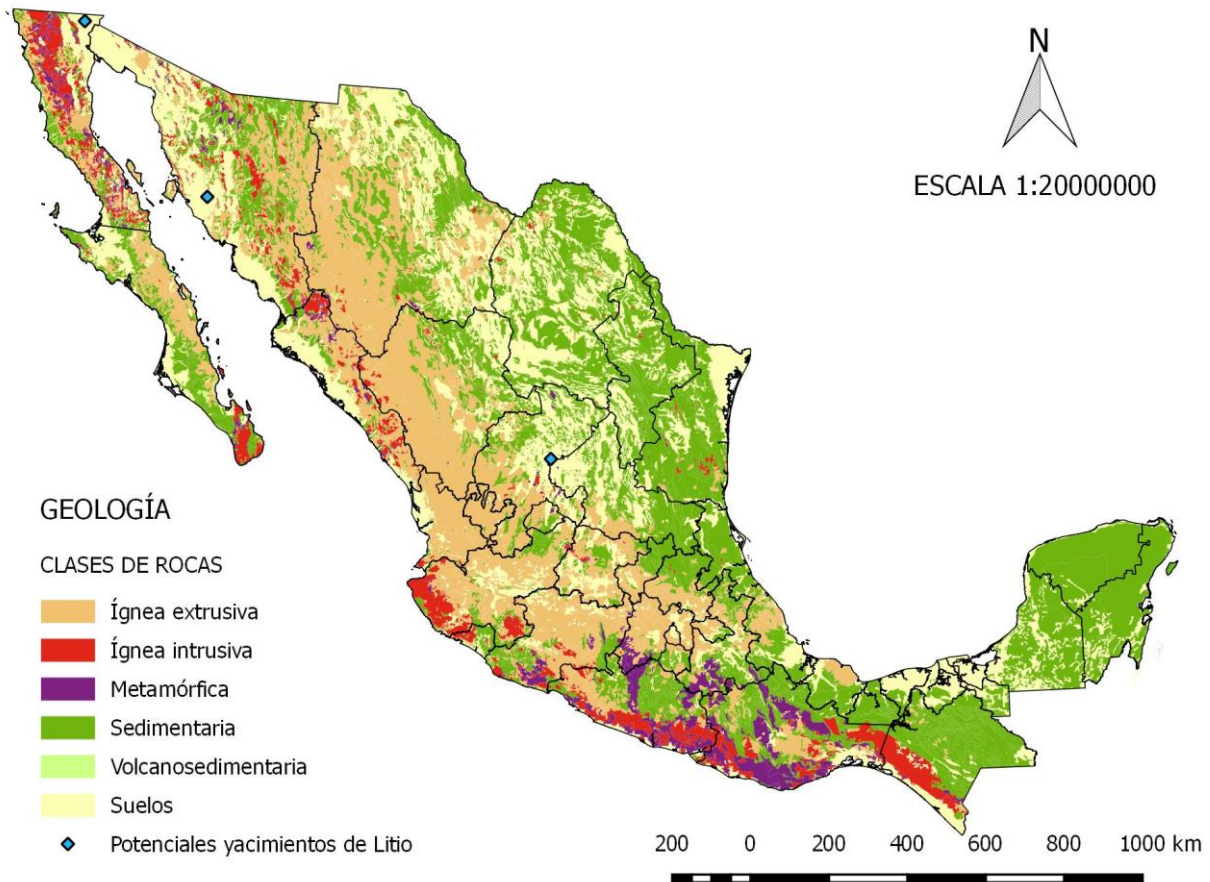 N
ESCALA 1:20000000
GEOLOGÍA
CLASES DE ROCAS
Ígnea extrusiva
Ígnea intrusiva
Metamórfica
Sedimentaria
Volcanosedimentaria
Suelos
Potenciales yacimientos de Litio
200 0 200 400 600 800 1000 km